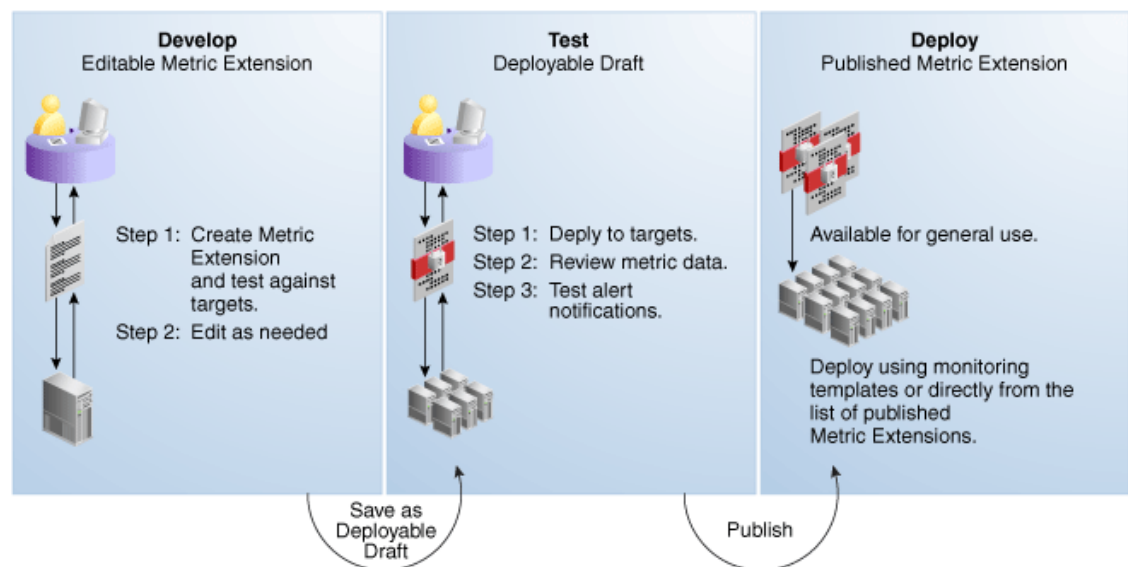 Develop
Editable Metric Extension
Step 1: Create Metric
Extension
and test against
targets.
Step 2: Edit as needed
Test
Deployable Draft
Step 1: Deply to targets.
Step 2: Review metric data.
Step 3: Test alert
notifications.
Deploy
Published Metric Extension
Available for general use.
Deploy using monitoring
templates or directly from the
list of published
Metric Extensions.
Save as
Deployable
Draft
Publish